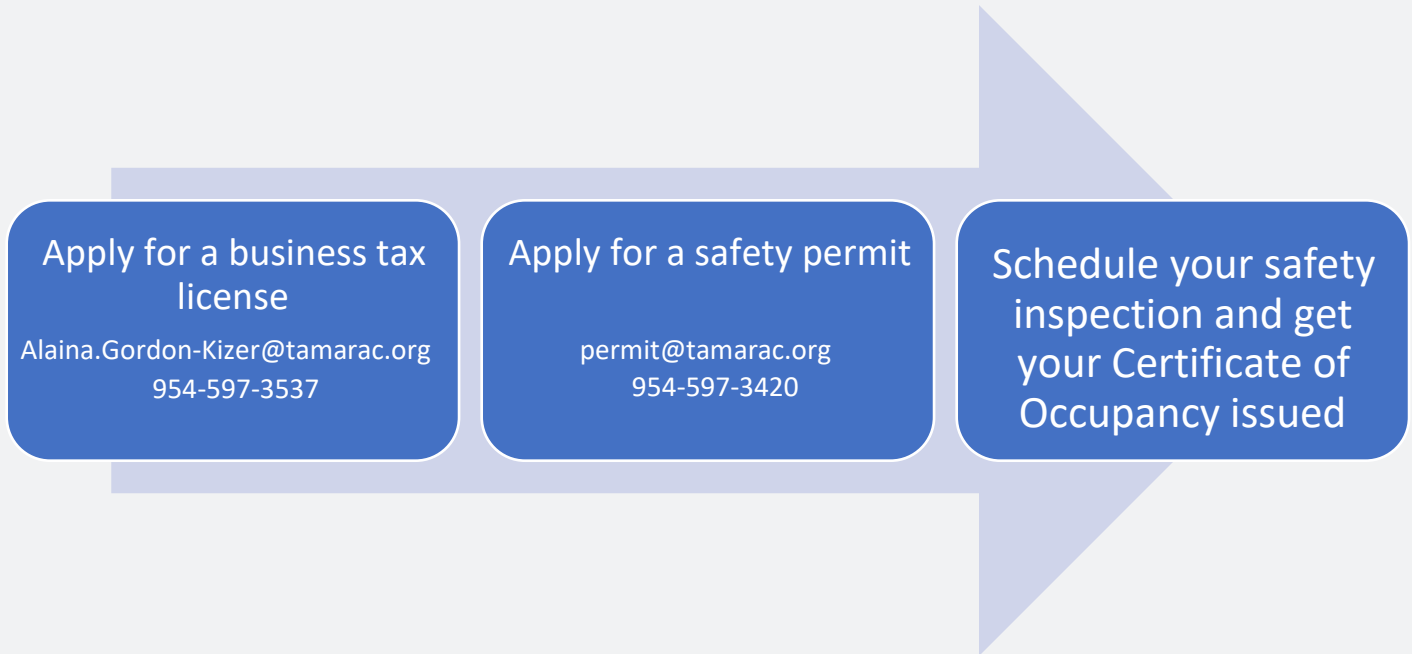 Apply for a business tax
license
Alaina.Gordon-Kizer@tamarac.org
954-597-3537
Apply for a safety permit
permit@tamarac.org
954-597-3420
Schedule your safety
inspection and get
your Certificate of
Occupancy issued